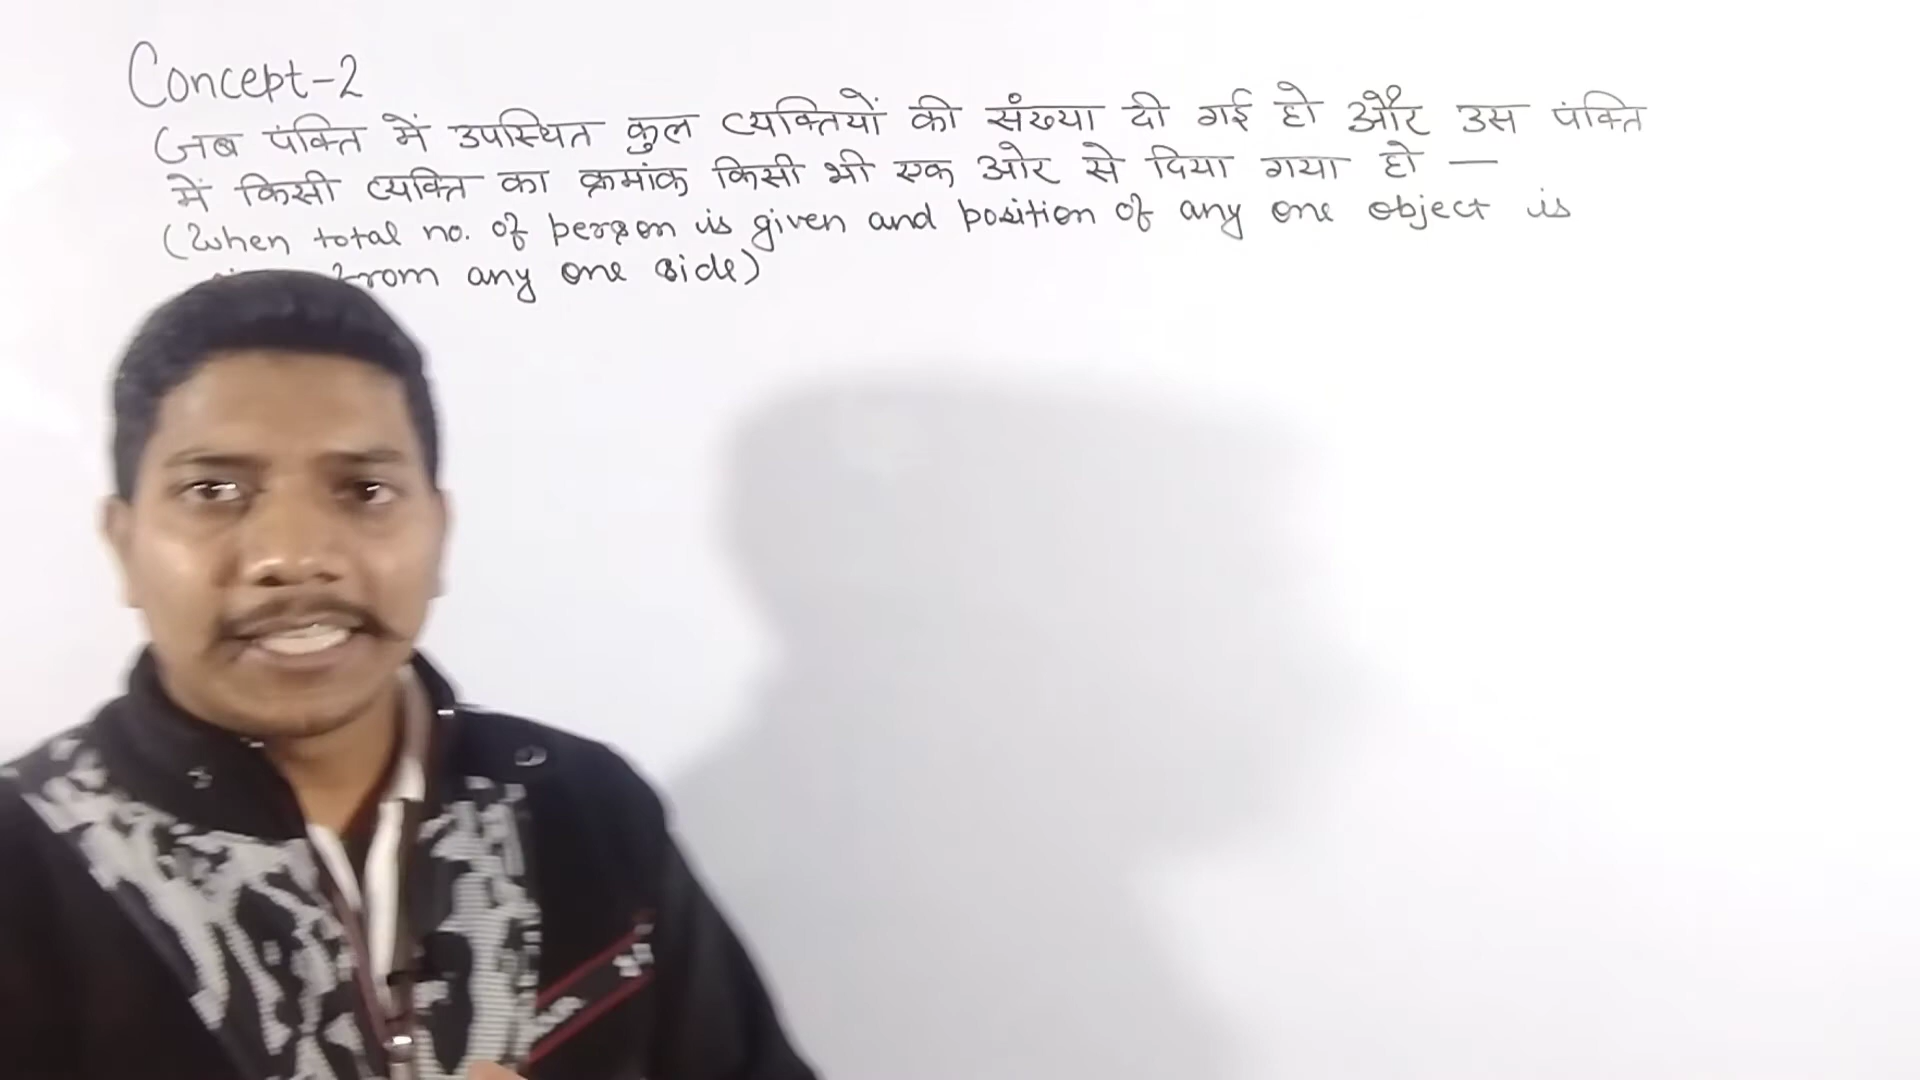 Concept-2
जब पंक्ति में उपस्थित कुल व्यक्तियों की संख्या दी गई हो और उस पंक्ति
में किसी व्यक्ति का क्रमांक किसी भी एक ओर से दिया गया हो —
(When total no. of person is given and position of any one object is
from any one side)